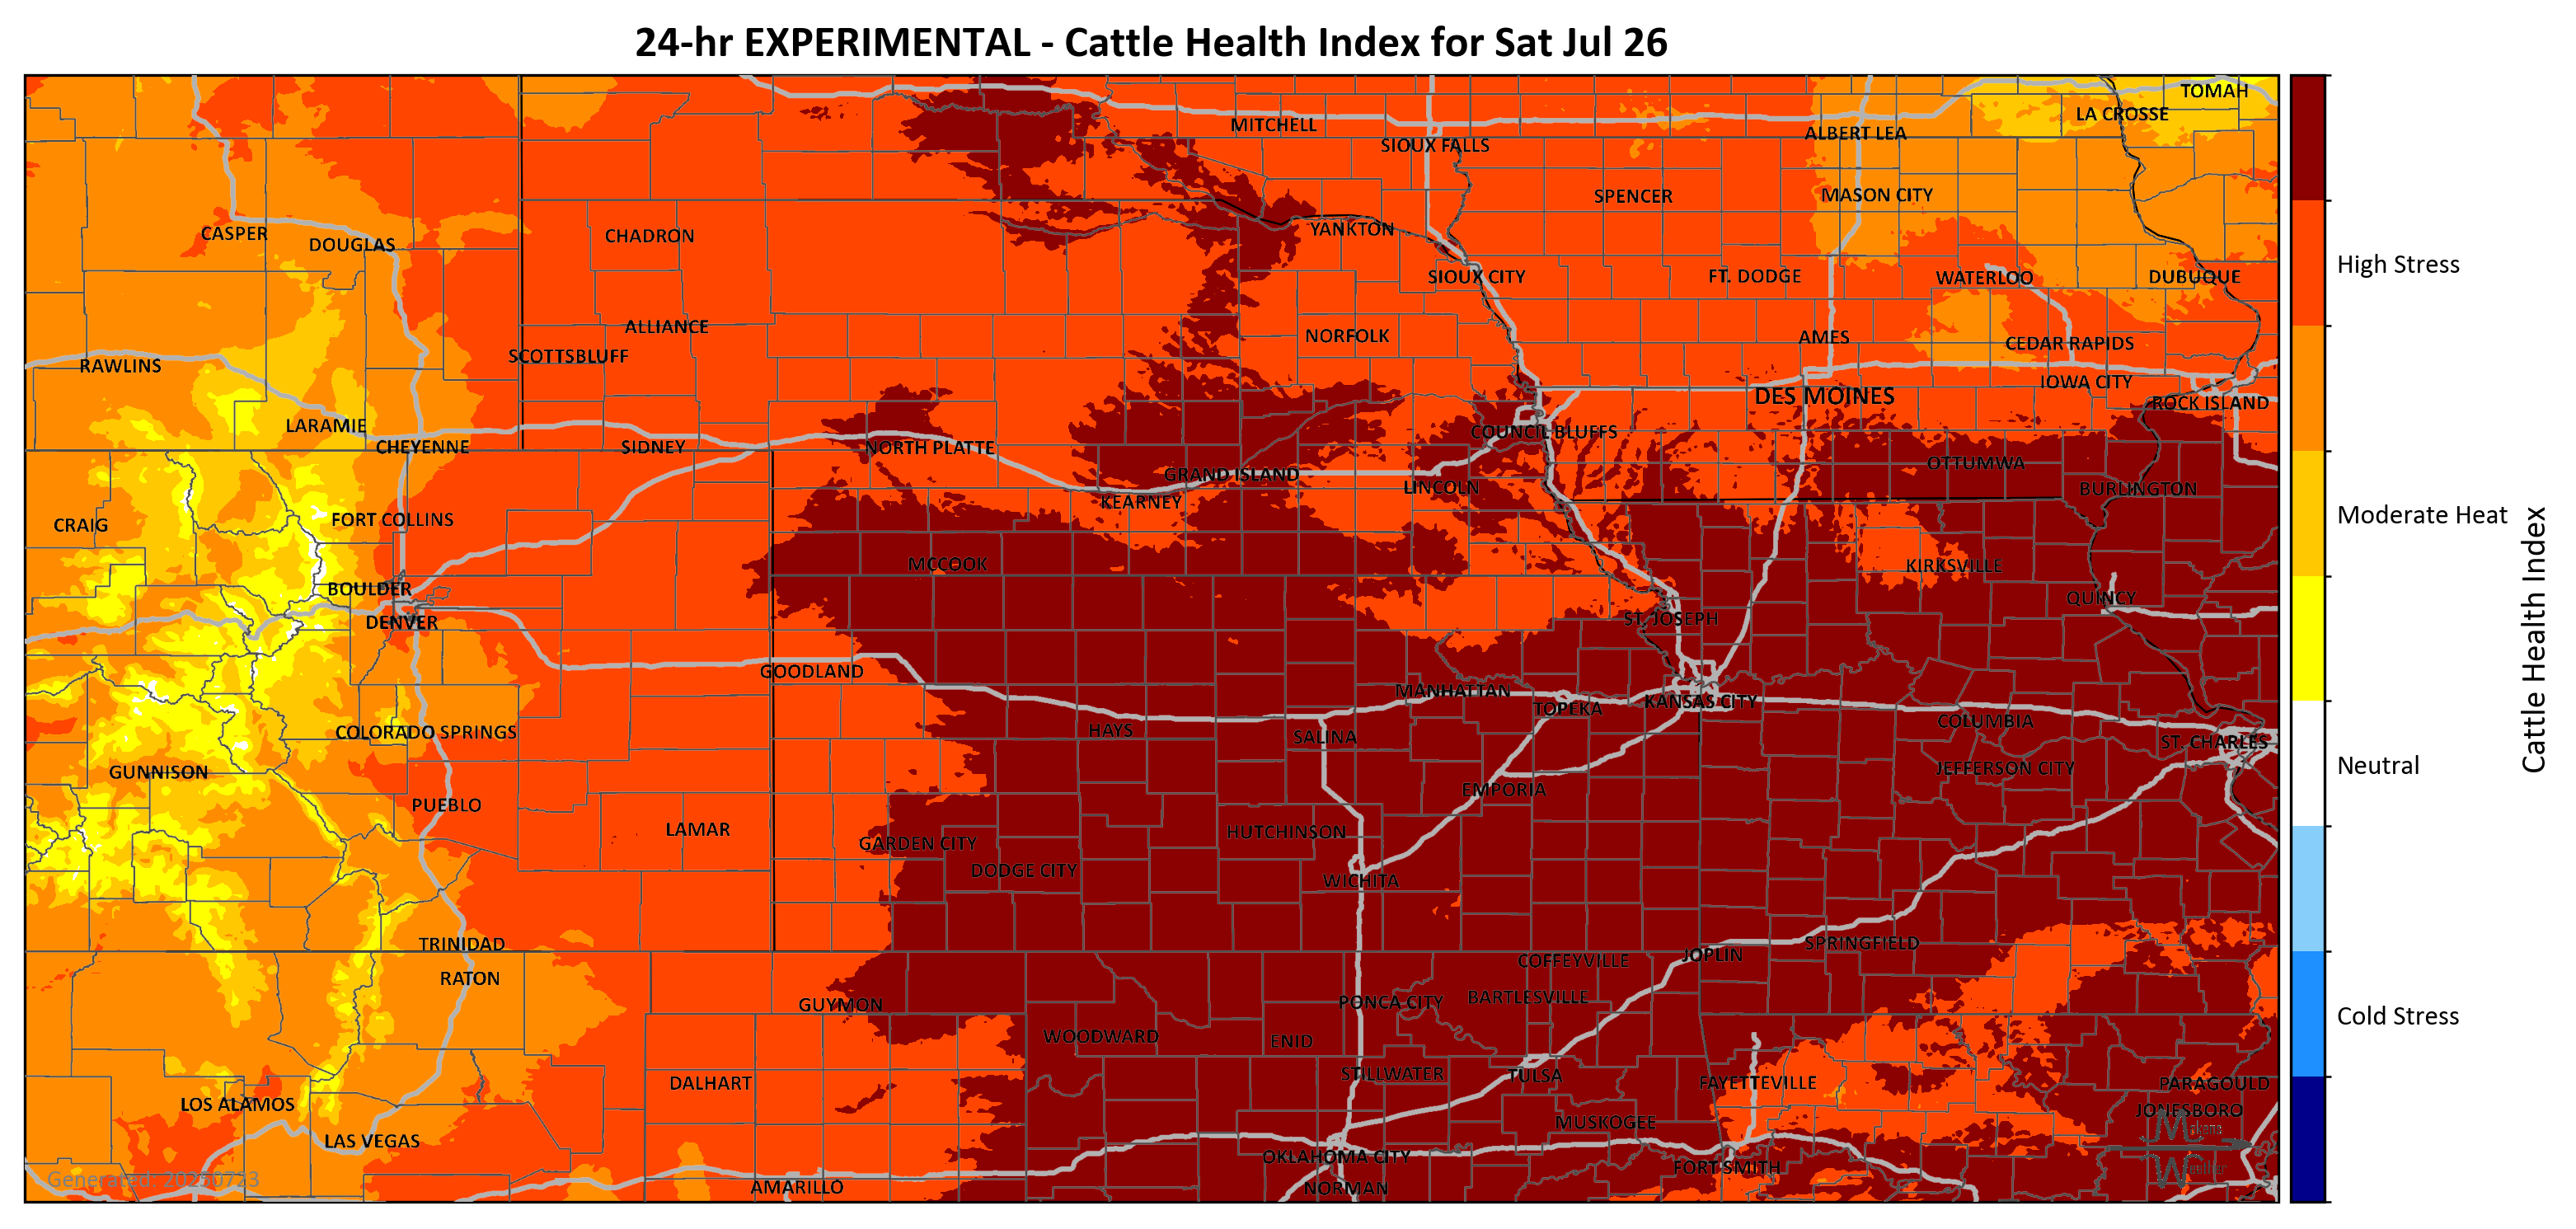 24-hr EXPERIMENTAL - Cattle Health Index for Sat Jul 26
TOMAH
LA CROSSE
MITCHELL
ALBERT LEA
SIOUX FALLS
SPENCER
MASON CITY
CASPER
CHADRON
YANKTON
DOUGLAS
SIOUX CITY
FT. DODGE
WATERLOO
DUBUQUE
High Stress
ALLIANCE
NORFOLK
AMES
CEDAR RAPIDS
SCOTTSBLUFF
RAWLINS
IOWA CITY
DES MOINES
ROCK ISLAND
LARAMIE
COUNCIL BLUFFS
CHEYENNE
SIDNEY
NORTH PLATTE
OTTUMWA
GRAND ISLAND
LINCOLN
BURLINGTON
KEARNEY
CRAIG
FORT COLLINS
Moderate Heat
MCCOOK
KIRKSVILLE
BOULDER
QUINCY
DENVER
ST. JOSEPH
Cattle Health Index
GOODLAND
MANHATTAN
KANSAS CITY
TOPEKA
COLUMBIA
COLORADO SPRINGS
HAYS
SALINA
ST. CHARLES
GUNNISON
JEFFERSON CITY
Neutral
EMPORIA
PUEBLO
LAMAR
HUTCHINSON
GARDEN CITY
DODGE CITY
WICHITA
TRINIDAD
SPRINGFIELD
JOPLIN
COFFEYVILLE
RATON
BARTLESVILLE
PONCA CITY
GUYMON
Cold Stress
WOODWARD
ENID
STILLWATER
TULSA
DALHART
FAYETTEVILLE
PARAGOULD
LOS ALAMOS
JONESBORO
MUSKOGEE
LAS VEGAS
OKLAHOMA CITY
FORT SMITH
Generated: 20250723
AMARILLO
NORMAN